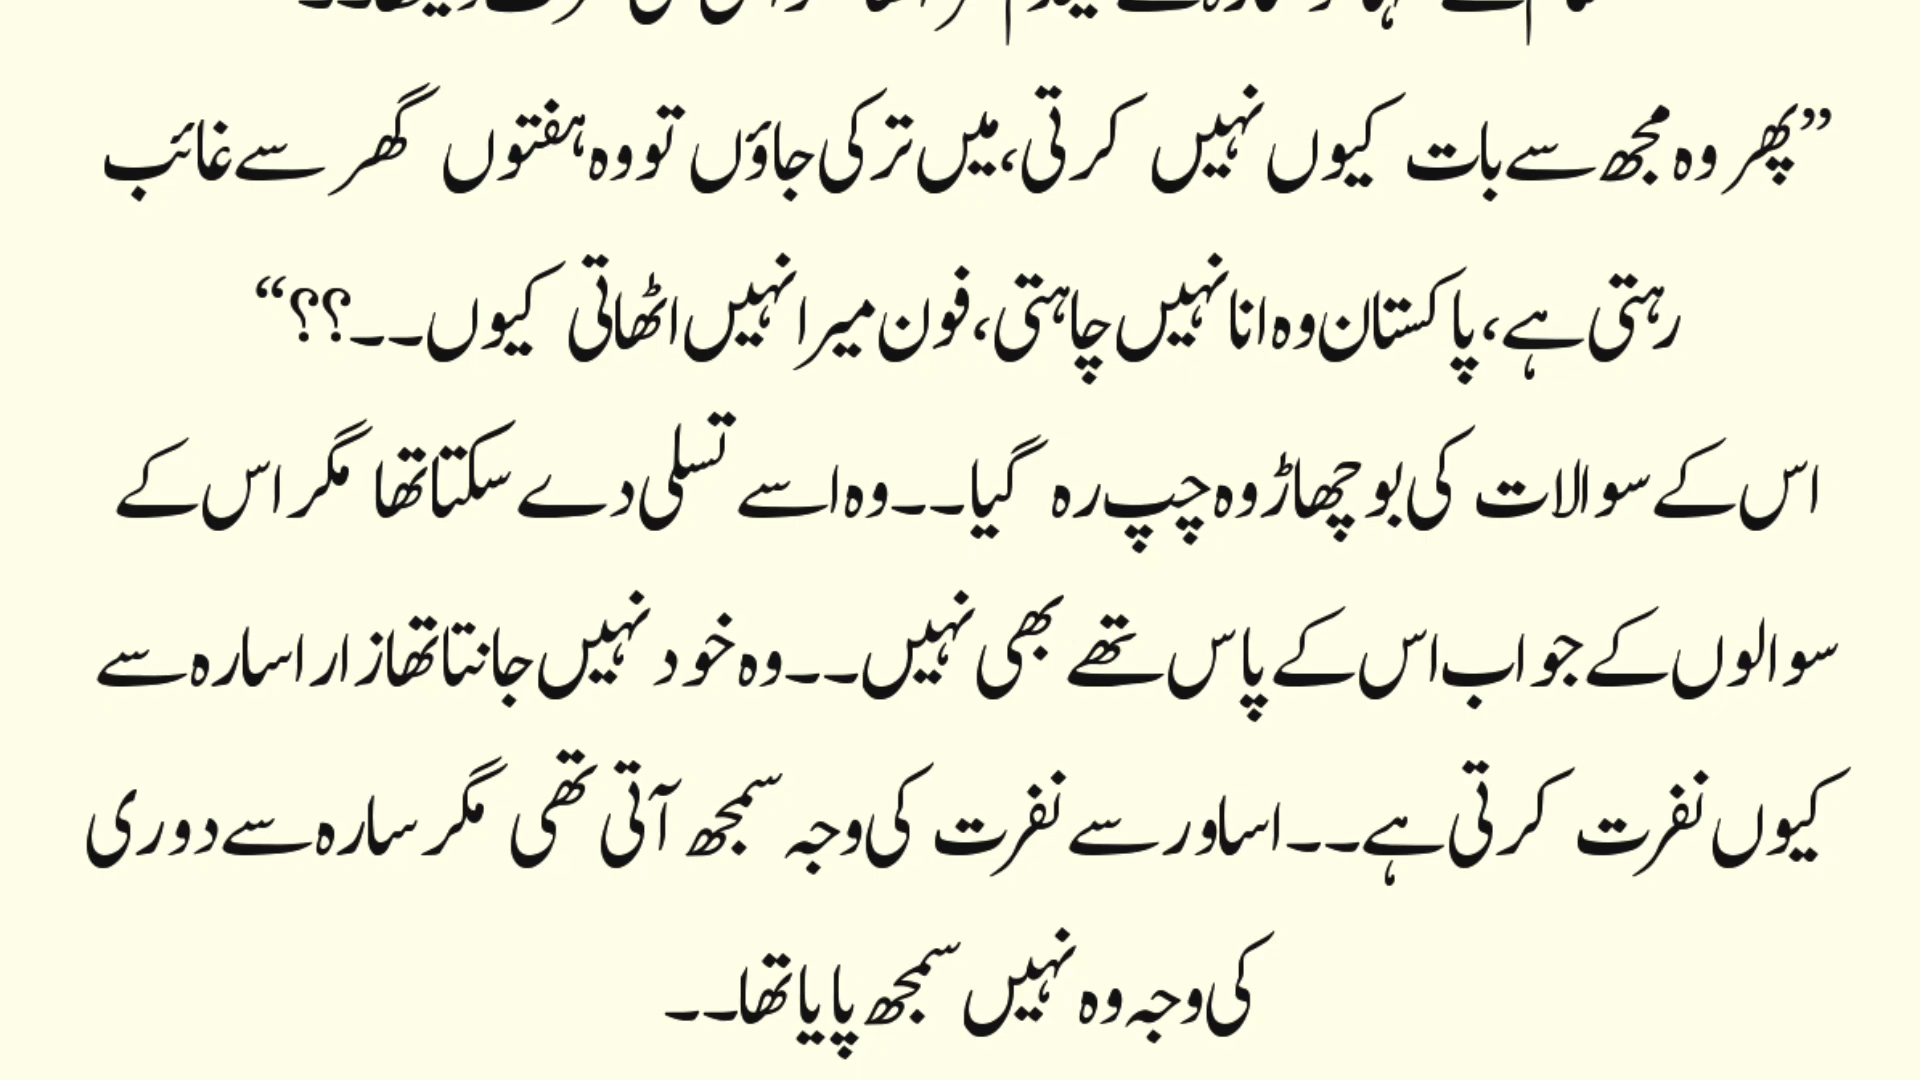 ”پھر وہ مجھ سے بات کیوں نہیں کرتی، میں ترکی جاؤں تو وہ ہفتوں گھر سے غائب
رہتی ہے، پاکستان وہ انا نہیں چاہتی، فون میرا نہیں اٹھاتی کیوں۔۔؟؟“
اس کے سوالات کی بوچھاڑ وہ چپ رہ گیا۔۔ وہ اسے تسلی دے سکتا تھا مگر اس کے
سوالوں کے جواب اس کے پاس تھے بھی نہیں۔۔ وہ خود نہیں جانتا تھا زارا سارہ سے
کیوں نفرت کرتی ہے۔۔ اساور سے نفرت کی وجہ سمجھ آتی تھی مگر سارہ سے دوری
کی وجہ وہ نہیں سمجھ پایا تھا۔۔